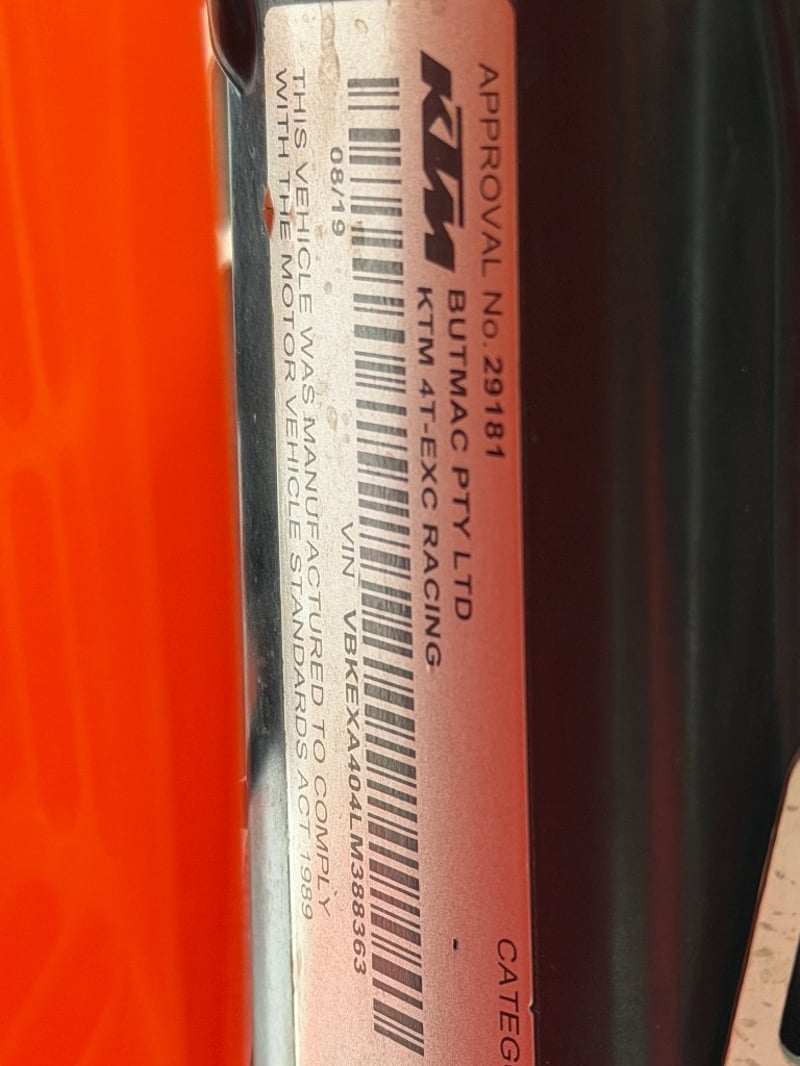 APPROVAL No. 29181
CATEG
KTM
BUTMAC PTY LTD
KTM 4T-EXC RACING
08/19
VIN VBKEXA404LM388363
THIS VEHICLE WAS MANUFACTURED TO COMPLY
WITH THE MOTOR VEHICLE STANDARDS ACT 1989